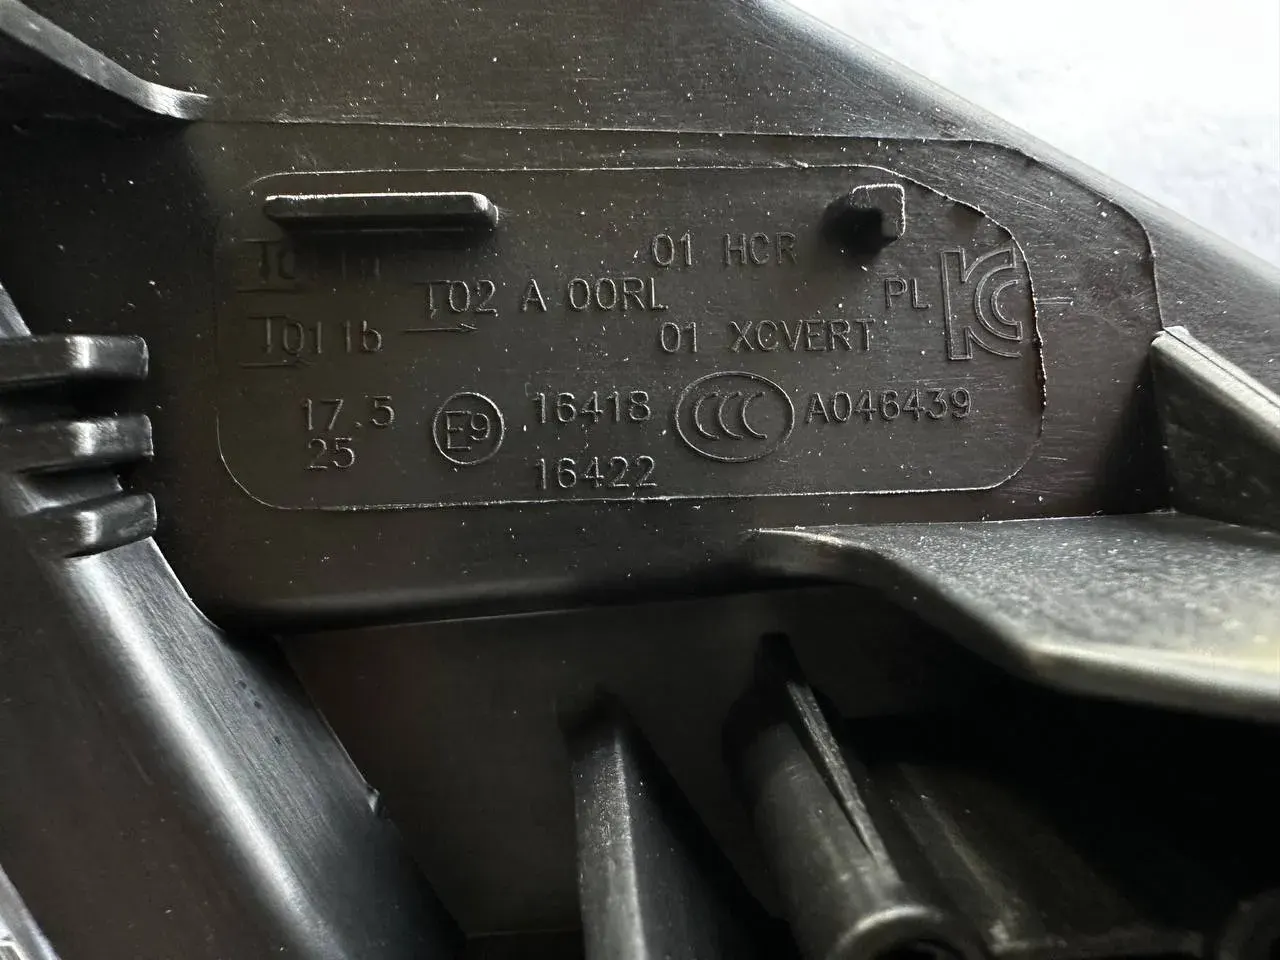 01 HCR
T02 A 00RL PL
T011b 01 XCVERT
17.5 E9 16418 CCC A046439
25 16422